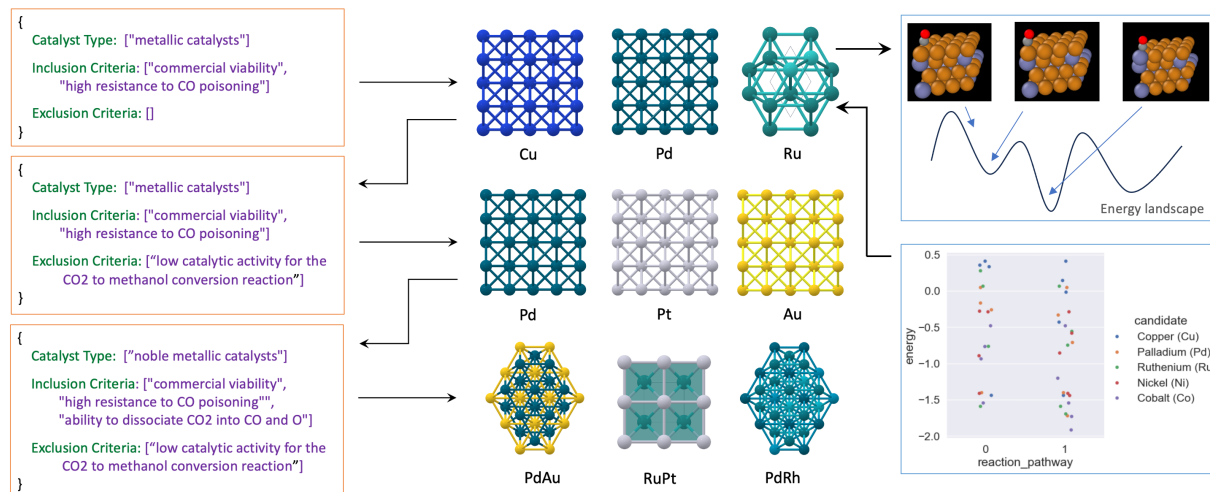 {
Catalyst Type: ["metallic catalysts"]
Inclusion Criteria: ["commercial viability",
"high resistance to CO poisoning"]
Exclusion Criteria: []
}
{
Catalyst Type: ["metallic catalysts"]
Inclusion Criteria: ["commercial viability",
"high resistance to CO poisoning"]
Exclusion Criteria: [“low catalytic activity for the
CO2 to methanol conversion reaction”]
}
{
Catalyst Type: [”noble metallic catalysts"]
Inclusion Criteria: ["commercial viability",
"high resistance to CO poisoning"",
"ability to dissociate CO2 into CO and O"]
Exclusion Criteria: [“low catalytic activity for the
CO2 to methanol conversion reaction”]
}
Cu Pd Ru
Pd Pt Au
PdAu RuPt PdRh
Energy landscape
0.5
0.0
−0.5
−1.0
−1.5
−2.0
energy
0 1
reaction_pathway
candidate
Copper (Cu)
Palladium (Pd)
Ruthenium (Ru
Nickel (Ni)
Cobalt (Co)